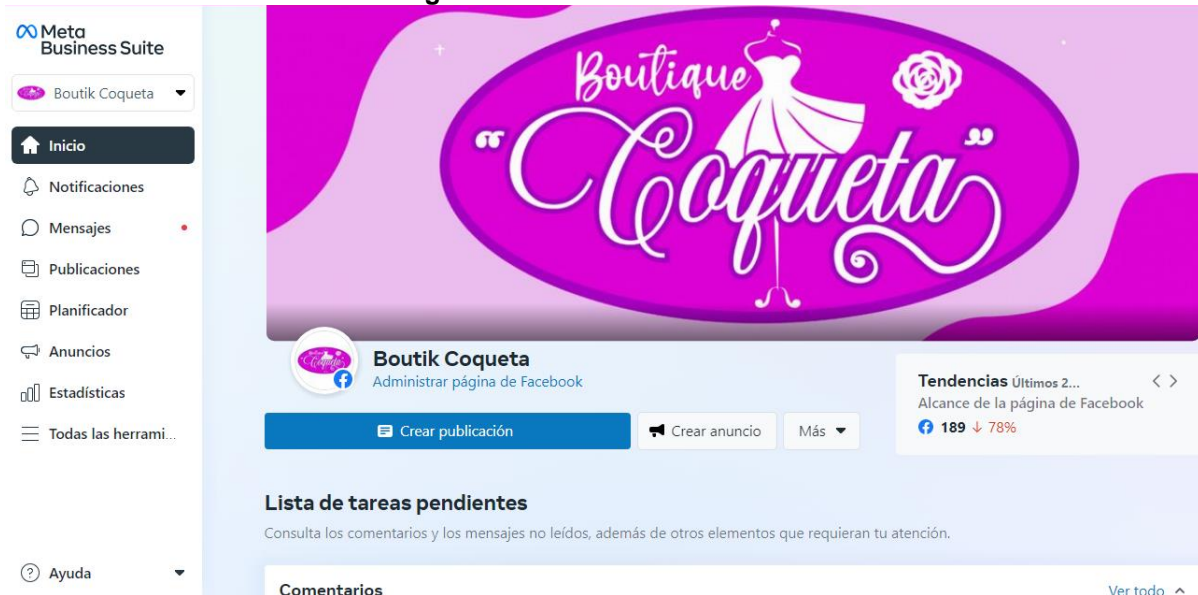 Meta
Business Suite
Boutik Coqueta
Inicio
Notificaciones
Mensajes
Publicaciones
Planificador
Anuncios
Estadísticas
Todas las herrami...
Ayuda
Boutique
"Coqueta"
Boutik Coqueta
Administrar página de Facebook
Crear publicación
Crear anuncio
Más
Tendencias Últimos 2...
Alcance de la página de Facebook
189 ↓ 78%
Lista de tareas pendientes
Consulta los comentarios y los mensajes no leídos, además de otros elementos que requieran tu atención.
Comentarios
Ver todo